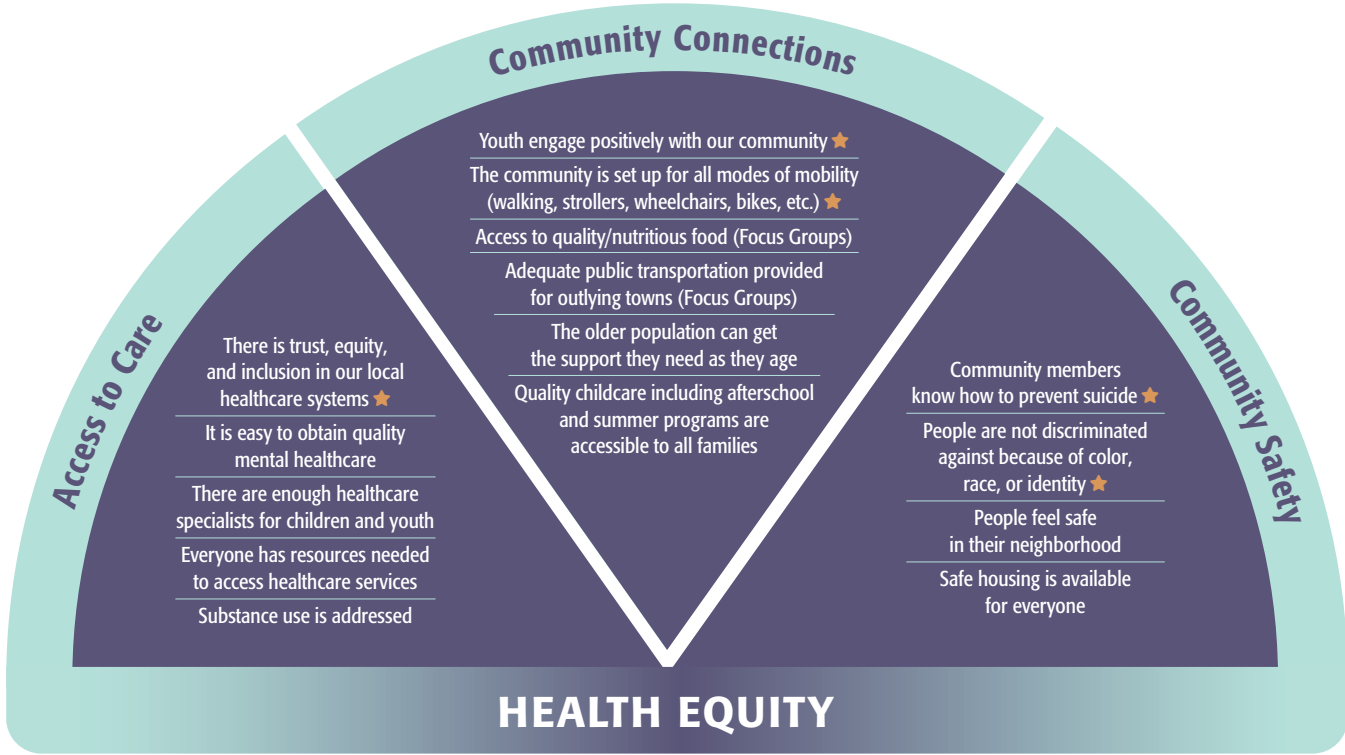 Community Connections
Youth engage positively with our community
The community is set up for all modes of mobility
(walking, strollers, wheelchairs, bikes, etc.)
Access to quality/nutritious food (Focus Groups)
Adequate public transportation provided
for outlying towns (Focus Groups)
The older population can get
the support they need as they age
Quality childcare including afterschool
and summer programs are
accessible to all families
Access to Care
There is trust, equity,
and inclusion in our local
healthcare systems
It is easy to obtain quality
mental healthcare
There are enough healthcare
specialists for children and youth
Everyone has resources needed
to access healthcare services
Substance use is addressed
Community Safety
Community members
know how to prevent suicide
People are not discriminated
against because of color,
race, or identity
People feel safe
in their neighborhood
Safe housing is available
for everyone
HEALTH EQUITY